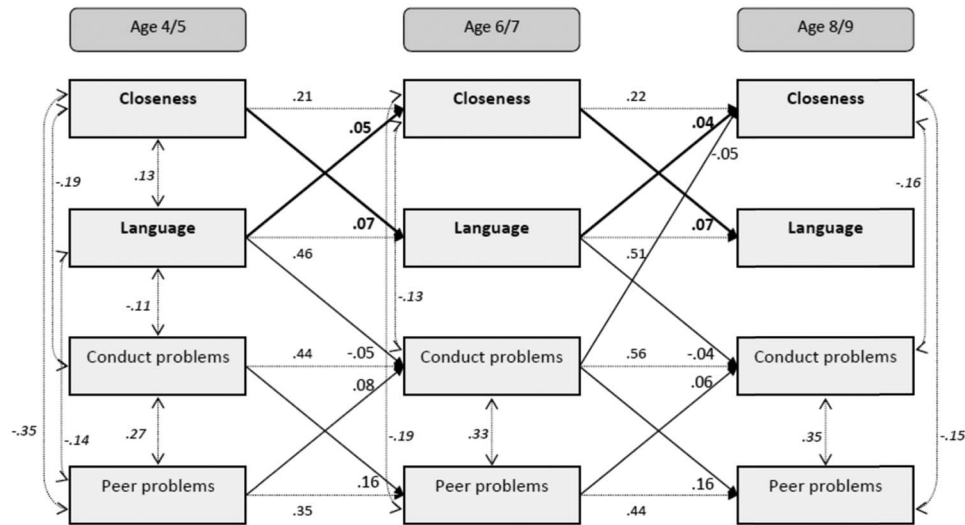 Age 4/5 Age 6/7 Age 8/9
Closeness .21 Closeness .22 Closeness
.05 .04
-.05
-.19 .13 -.16
Language .07 Language .07 Language
.46 .51
-.11 -.13
Conduct problems .44 -.05 Conduct problems .56 -.04 Conduct problems
.08 .06
-.35 -.14 .27 -.19 .33 .35 -.15
Peer problems .16 Peer problems .16 Peer problems
.35 .44